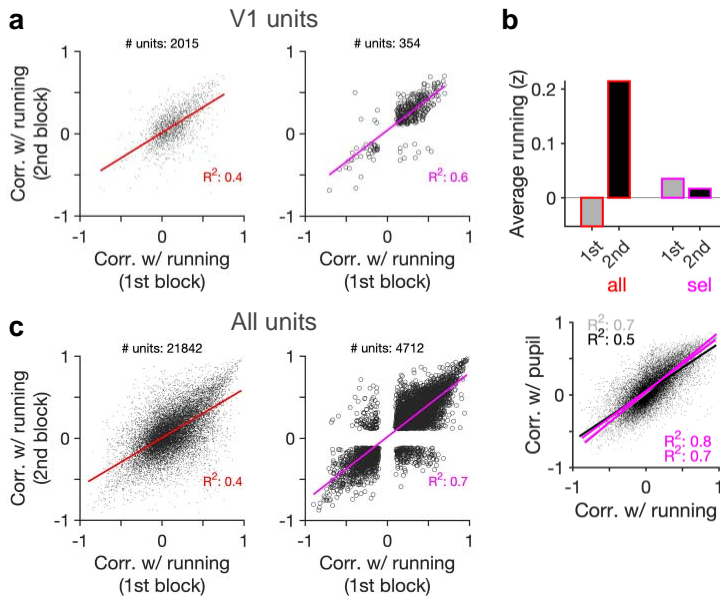 a
V1 units
# units: 2015
1
0
-1
-1
0
1
Corr. w/ running
(2nd block)
R²: 0.4
Corr. w/ running
(1st block)
# units: 354
1
0
-1
-1
0
1
R²: 0.6
Corr. w/ running
(1st block)
b
Average running (z)
0.2
0.1
0
1st
2nd
all
1st
2nd
sel
c
All units
# units: 21842
1
0
-1
-1
0
1
Corr. w/ running
(2nd block)
R²: 0.4
Corr. w/ running
(1st block)
# units: 4712
1
0
-1
-1
0
1
R²: 0.7
Corr. w/ running
(1st block)
Corr. w/ pupil
1
0
-1
R²: 0.7
R²: 0.5
R²: 0.8
R²: 0.7
-1
0
1
Corr. w/ running